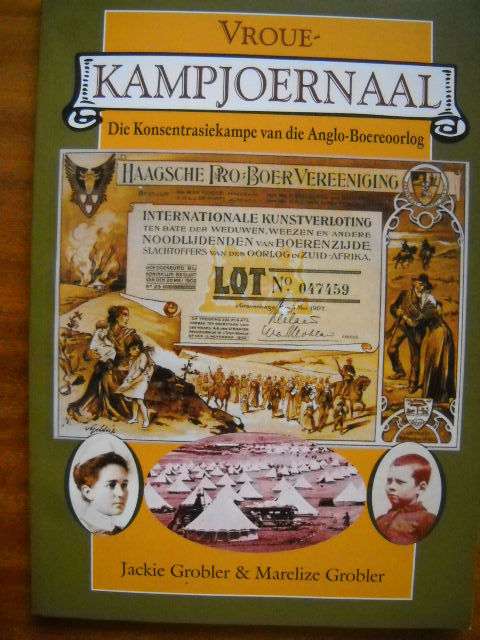 VROUE-
KAMPJOERNAAL
Die Konsentrasiekampe van die Anglo-Boereoorlog
HAAGSCHE PRO:BOER VEREENIGING
INTERNATIONALE KUNSTVERLOTING
TEN BATE DER WEDUWEN, WEEZEN EN ANDERE
NOODLIJDENDEN VAN BOERENZIJDE,
SLACHTOFFERS VAN DEN OORLOG IN ZUID-AFRIKA.
LOT No. 047459
Jackie Grobler & Marelize Grobler